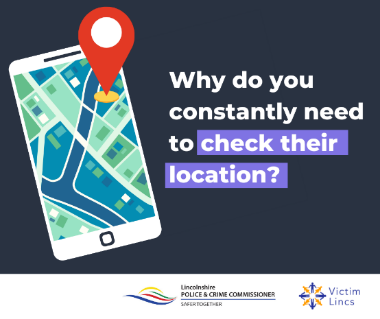 Why do you
constantly need
to check their
location?
Lincolnshire
POLICE & CRIME COMMISSIONER
SAFER TOGETHER
Victim
Lincs